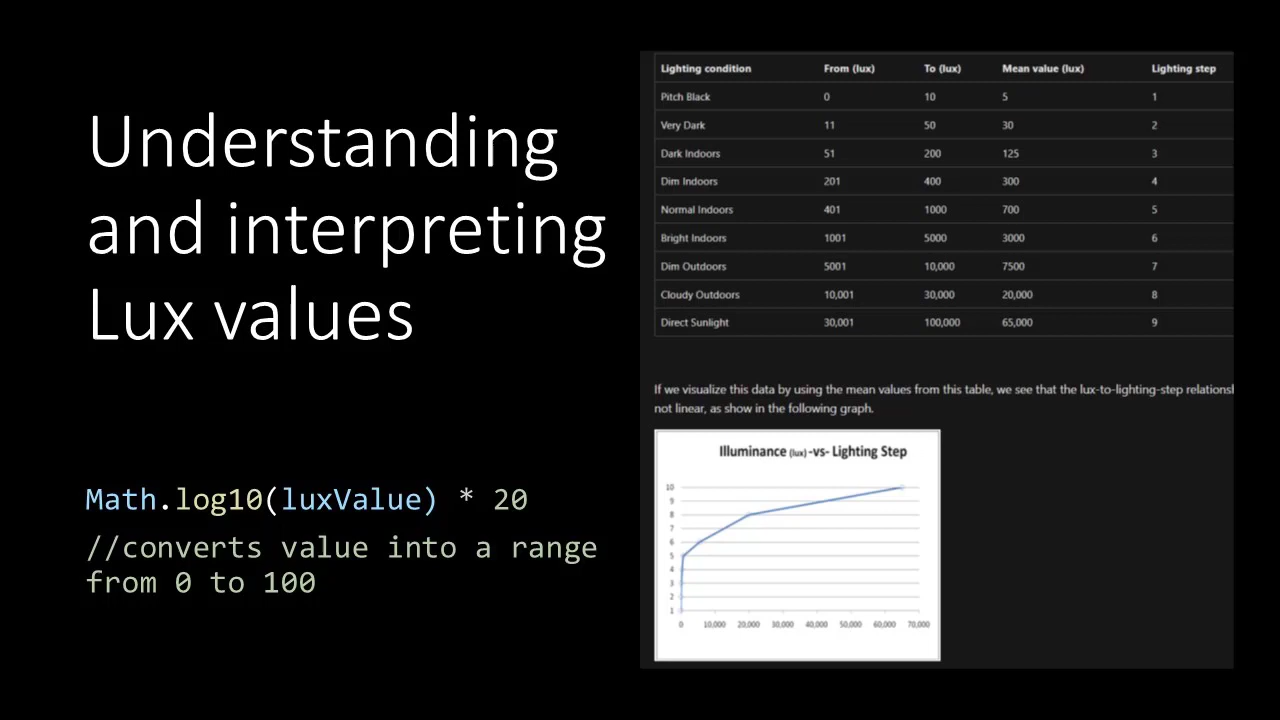 Understanding
and interpreting
Lux values
Math.log10(luxValue) * 20
//converts value into a range
from 0 to 100
Lighting condition From (lux) To (lux) Mean value (lux) Lighting step
Pitch Black 0 10 5 1
Very Dark 11 50 30 2
Dark Indoors 51 200 125 3
Dim Indoors 201 400 300 4
Normal Indoors 401 1000 700 5
Bright Indoors 1001 5000 3000 6
Dim Outdoors 5001 10,000 7500 7
Cloudy Outdoors 10,001 30,000 20,000 8
Direct Sunlight 30,001 100,000 65,000 9
If we visualize this data by using the mean values from this table, we see that the lux-to-lighting-step relationsh
not linear, as show in the following graph.
Illuminance (lux) -vs- Lighting Step
10
9
8
7
6
5
4
3
2
1
0 10,000 20,000 30,000 40,000 50,000 60,000 70,000